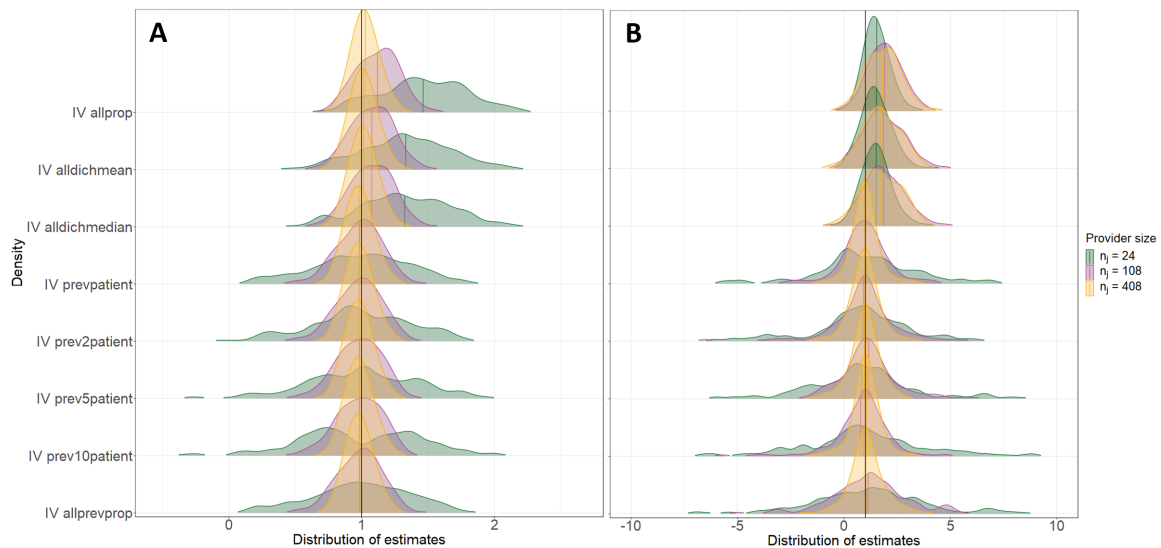 A
B
Density
IV allprop
IV alldichmean
IV alldichmedian
IV prevpatient
IV prev2patient
IV prev5patient
IV prev10patient
IV allprevprop
0
1
2
-10
-5
0
5
10
Distribution of estimates
Distribution of estimates
Provider size
nj = 24
nj = 108
nj = 408